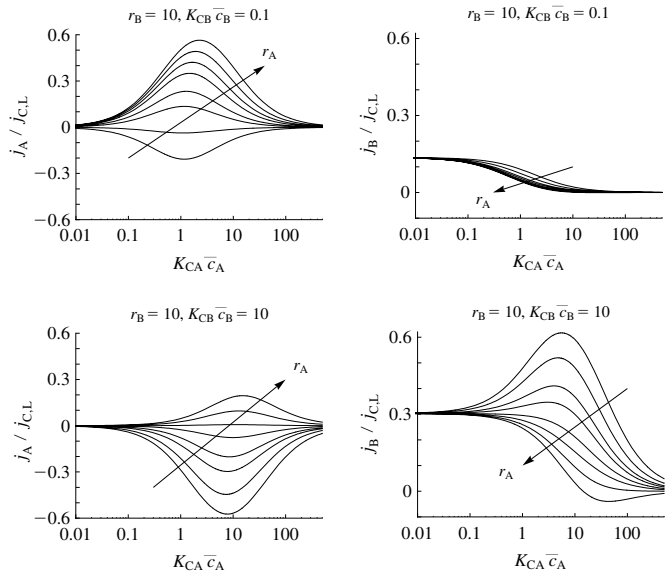 r_B = 10, K_CB c̅_B = 0.1
j_A / j_C,L
0.6
0.3
0
−0.3
−0.6
r_A
0.01 0.1 1 10 100
K_CA c̅_A
r_B = 10, K_CB c̅_B = 0.1
j_B / j_C,L
0.6
0.3
0
r_A
0.01 0.1 1 10 100
K_CA c̅_A
r_B = 10, K_CB c̅_B = 10
j_A / j_C,L
0.6
0.3
0
−0.3
−0.6
r_A
0.01 0.1 1 10 100
K_CA c̅_A
r_B = 10, K_CB c̅_B = 10
j_B / j_C,L
0.6
0.3
0
r_A
0.01 0.1 1 10 100
K_CA c̅_A